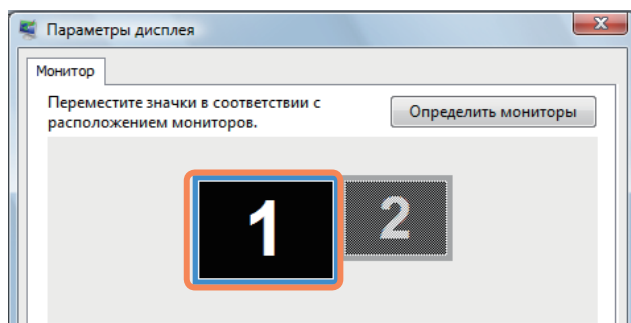 Параметры дисплея
Монитор
Переместите значки в соответствии с
расположением мониторов.
Определить мониторы
1
2